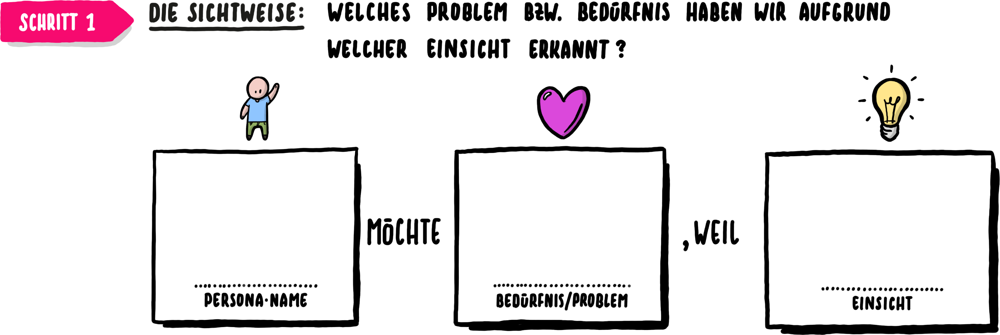 SCHRITT 1
DIE SICHTWEISE: WELCHES PROBLEM BZW. BEDÜRFNIS HABEN WIR AUFGRUND
WELCHER EINSICHT ERKANNT?
MÖCHTE
, WEIL
PERSONA-NAME
BEDÜRFNIS/PROBLEM
EINSICHT